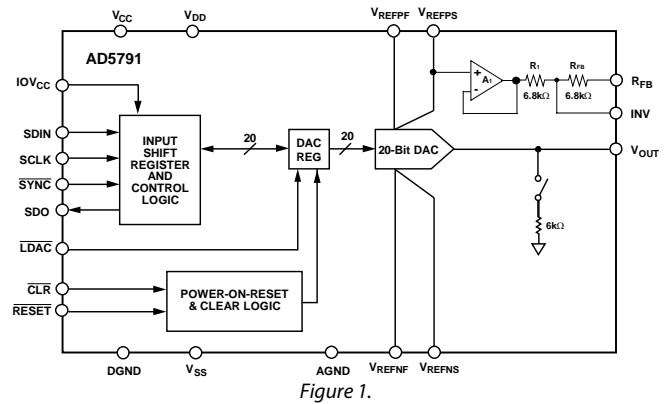 VCC
VDD
VREFPF
VREFPS
AD5791
IOVCC
SDIN
SCLK
SYNC
SDO
LDAC
CLR
RESET
INPUT
SHIFT
REGISTER
AND
CONTROL
LOGIC
20
DAC
REG
20
20-Bit DAC
A1
R1
6.8kΩ
RFB
6.8kΩ
RFB
INV
VOUT
6kΩ
POWER-ON-RESET
& CLEAR LOGIC
DGND
VSS
AGND
VREFNF
VREFNS
Figure 1.